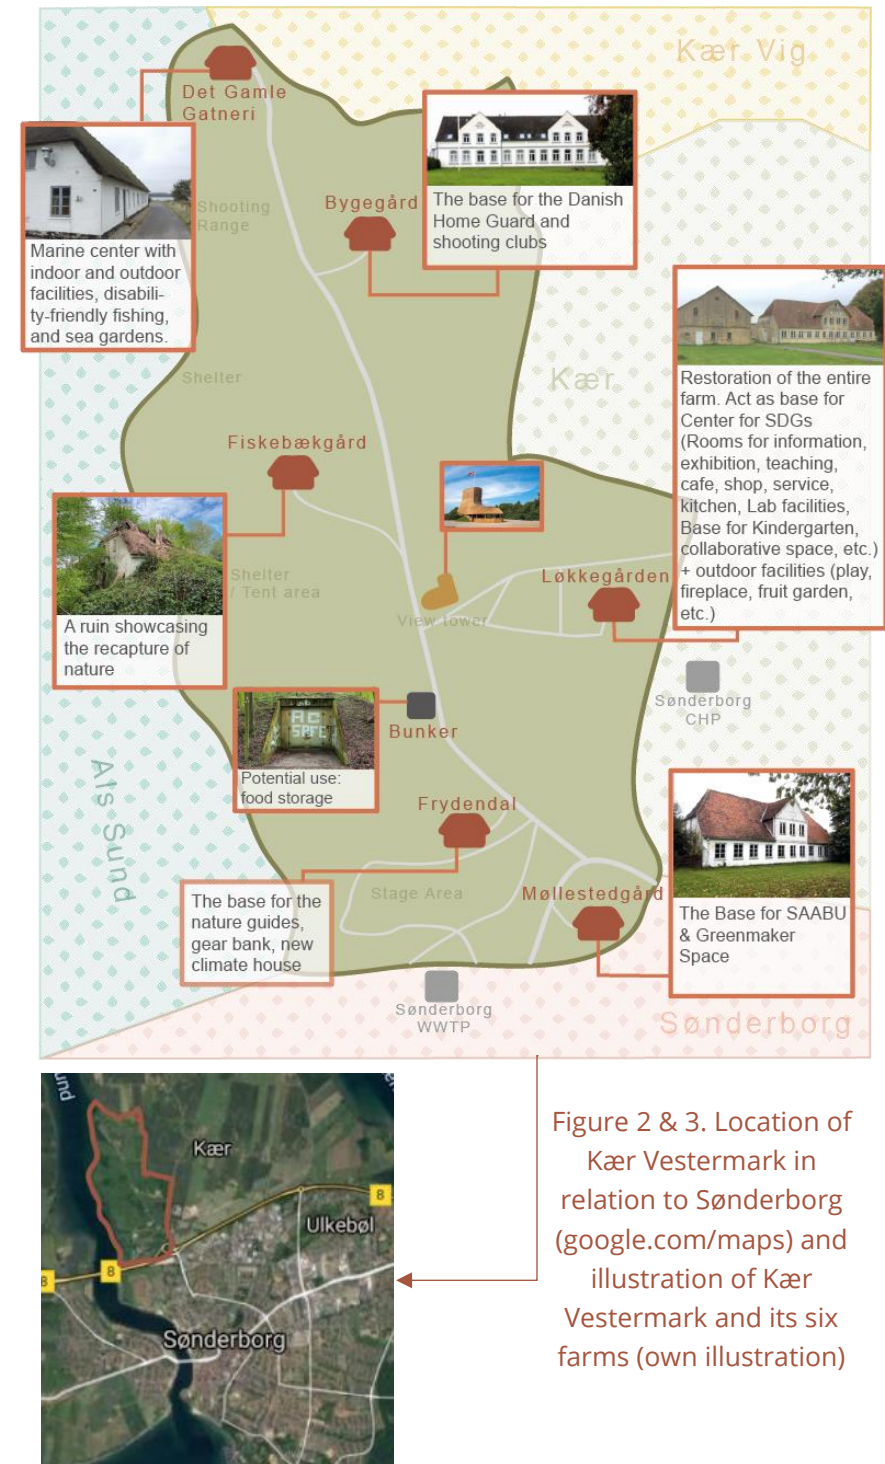 Kær Vig
Det Gamle
Gatneri
Marine center with
indoor and outdoor
facilities, disabili-
ty-friendly fishing,
and sea gardens.
Shooting
Range
Bygegård
The base for the Danish
Home Guard and
shooting clubs
Shelter
Kær
Restoration of the entire
farm. Act as base for
Center for SDGs
(Rooms for information,
exhibition, teaching,
cafe, shop, service,
kitchen, Lab facilities,
Base for Kindergarten,
collaborative space, etc.)
+ outdoor facilities (play,
fireplace, fruit garden,
etc.)
Fiskebækgård
A ruin showcasing
the recapture of
nature
Shelter
/ Tent area
View tower
Løkkegården
Sønderborg
CHP
AC
SAFE
Potential use:
food storage
Bunker
Als Sund
Frydendal
The base for the
nature guides,
gear bank, new
climate house
Stage Area
Møllestedgård
The Base for SAABU
& Greenmaker
Space
Sønderborg
WWTP
Sønderborg
Sund
Kær
8
Ulkebøl
8
8
Sønderborg
Figure 2 & 3. Location of
Kær Vestermark in
relation to Sønderborg
(google.com/maps) and
illustration of Kær
Vestermark and its six
farms (own illustration)